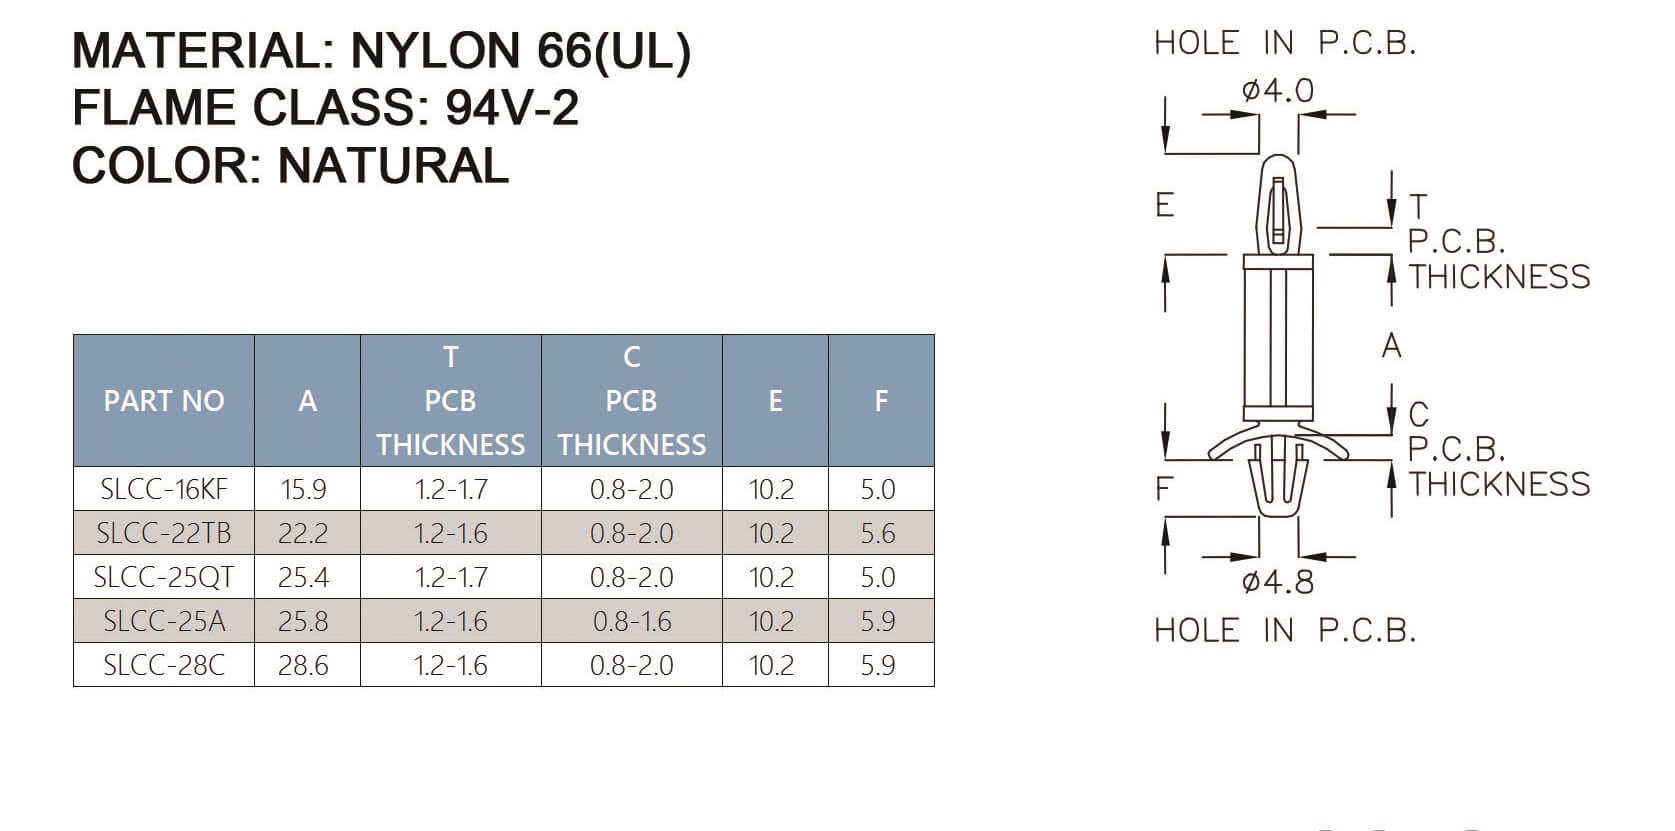 MATERIAL: NYLON 66(UL)
FLAME CLASS: 94V-2
COLOR: NATURAL
PART NO A T PCB THICKNESS C PCB THICKNESS E F
SLCC-16KF 15.9 1.2-1.7 0.8-2.0 10.2 5.0
SLCC-22TB 22.2 1.2-1.6 0.8-2.0 10.2 5.6
SLCC-25QT 25.4 1.2-1.7 0.8-2.0 10.2 5.0
SLCC-25A 25.8 1.2-1.6 0.8-1.6 10.2 5.9
SLCC-28C 28.6 1.2-1.6 0.8-2.0 10.2 5.9
HOLE IN P.C.B.
ø4.0
E
T
P.C.B.
THICKNESS
A
C
P.C.B.
THICKNESS
F
ø4.8
HOLE IN P.C.B.